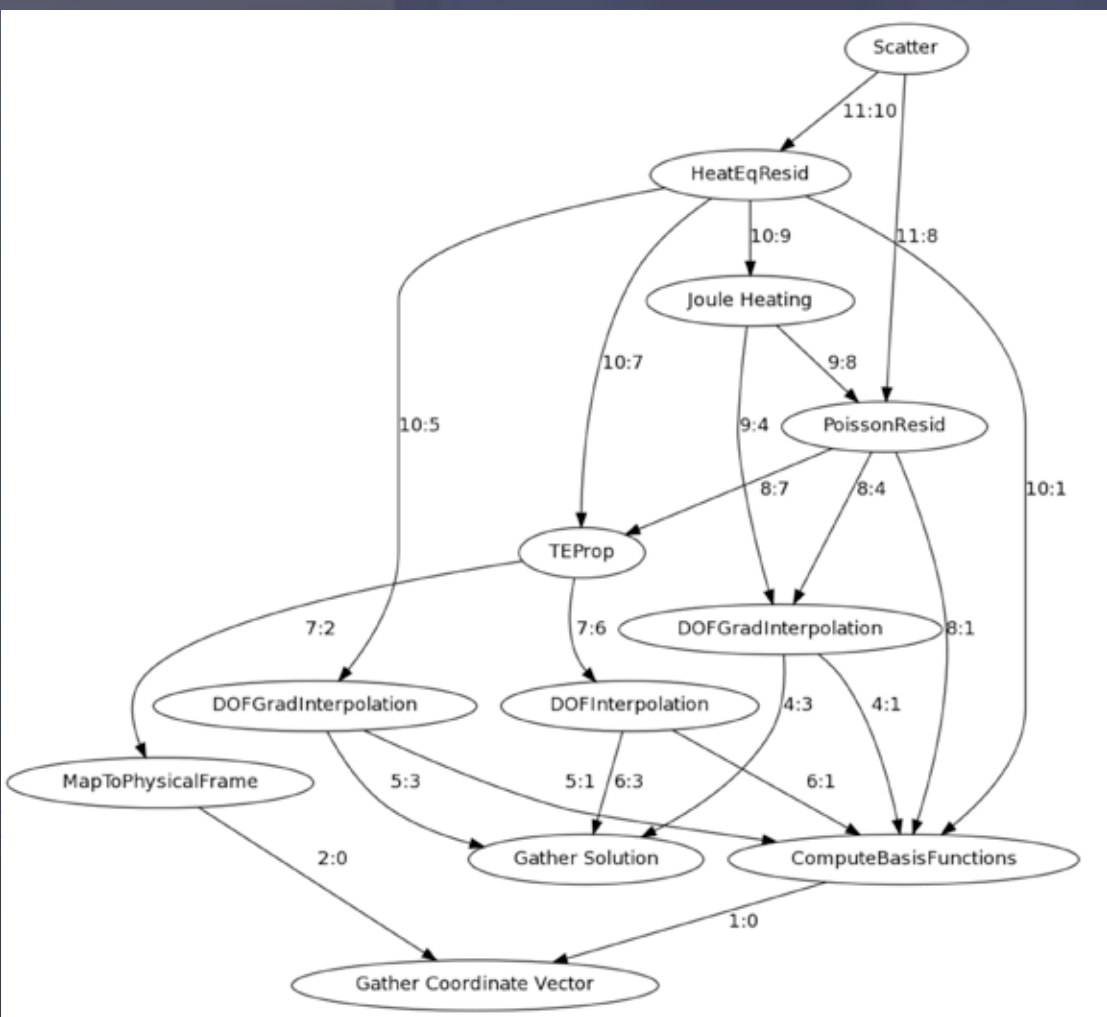 Scatter
11:10
HeatEqResid
10:9
11:8
Joule Heating
10:7
9:8
10:5
9:4
PoissonResid
8:7
8:4
10:1
TEProp
7:2
7:6
DOFGradInterpolation
8:1
DOFGradInterpolation
DOFInterpolation
4:3
4:1
MapToPhysicalFrame
5:3
5:1
6:3
6:1
Gather Solution
ComputeBasisFunctions
2:0
1:0
Gather Coordinate Vector